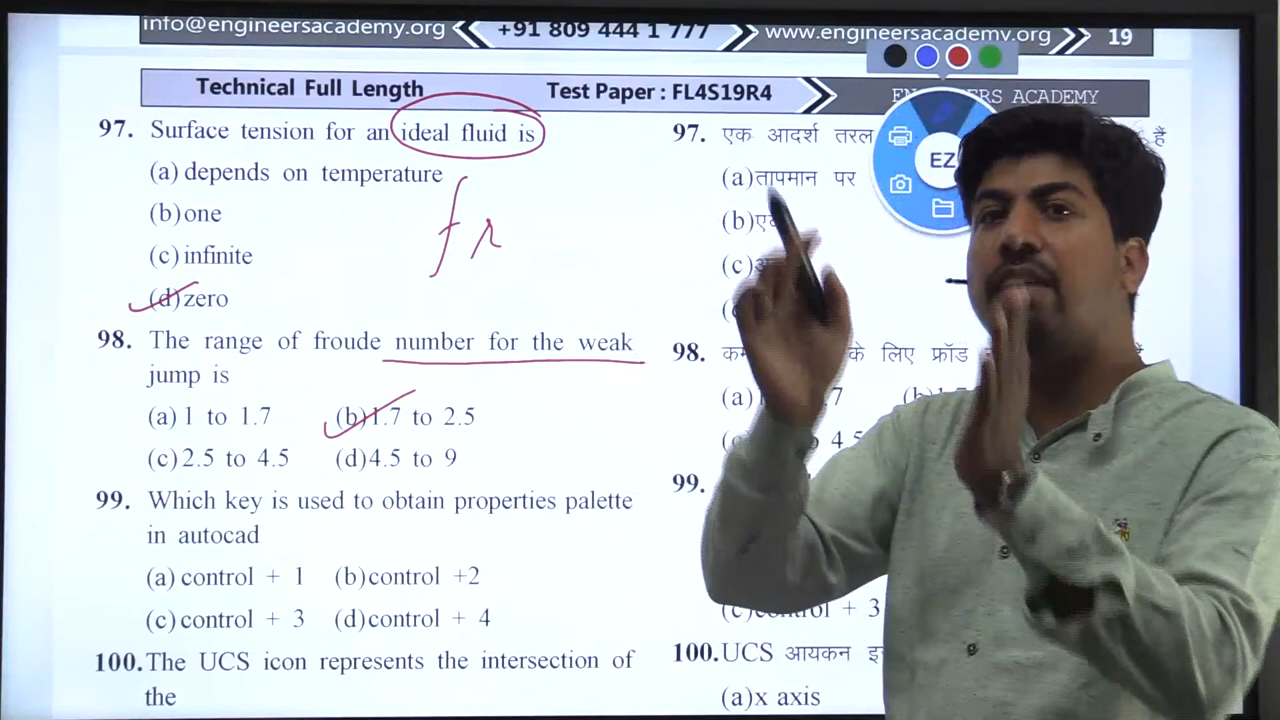 info@engineersacademy.org +91 809 444 1 777 www.engineersacademy.org 19
Technical Full Length Test Paper : FL4S19R4 ACADEMY
97. Surface tension for an ideal fluid is
(a) depends on temperature
(b) one
(c) infinite
(d) zero
98. The range of froude number for the weak
jump is
(a) 1 to 1.7 (b) 1.7 to 2.5
(c) 2.5 to 4.5 (d) 4.5 to 9
99. Which key is used to obtain properties palette
in autocad
(a) control + 1 (b) control +2
(c) control + 3 (d) control + 4
100. The UCS icon represents the intersection of
the
97. एक आदर्श तरल हैं
(a) तापमान पर
(b)
(c)
EZ
98. के लिए फ्रॉड
(a)
4.5
99.
(c) control + 3
100. UCS आयकन
(a) x axis